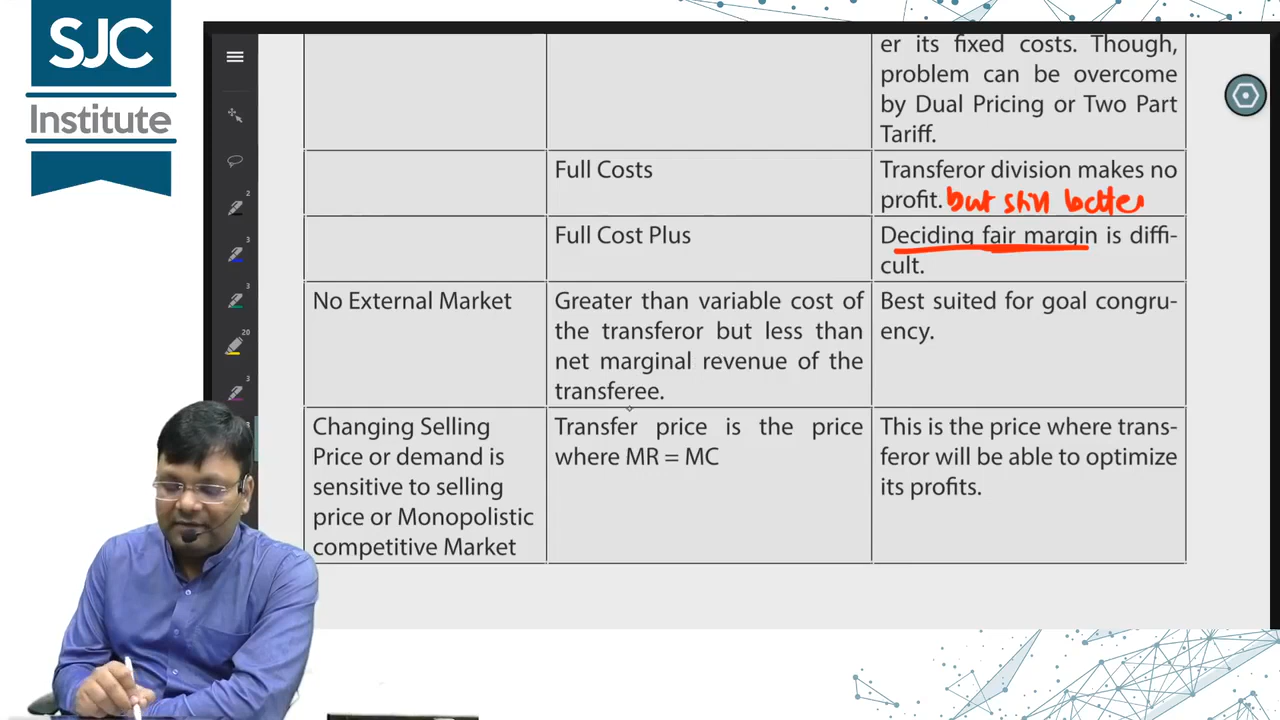 SJC
Institute
er its fixed costs. Though,
problem can be overcome
by Dual Pricing or Two Part
Tariff.
Full Costs
Transferor division makes no
profit. but still better
Full Cost Plus
Deciding fair margin is diffi-
cult.
No External Market
Greater than variable cost of
the transferor but less than
net marginal revenue of the
transferee.
Best suited for goal congru-
ency.
Changing Selling
Price or demand is
sensitive to selling
price or Monopolistic
competitive Market
Transfer price is the price
where MR = MC
This is the price where trans-
feror will be able to optimize
its profits.
2
3
3
20
3